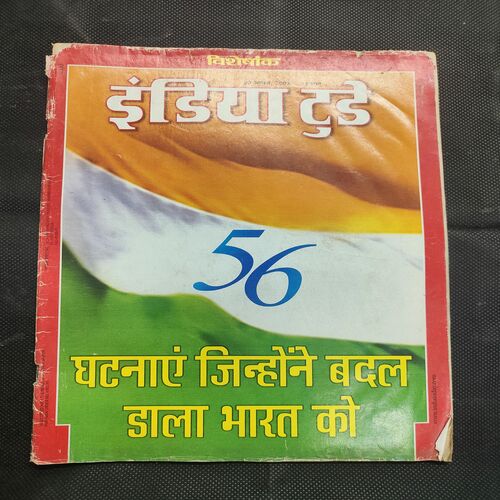 विशेषांक
इंडिया टुडे
56
घटनाएं जिन्होंने बदल
डाला भारत को